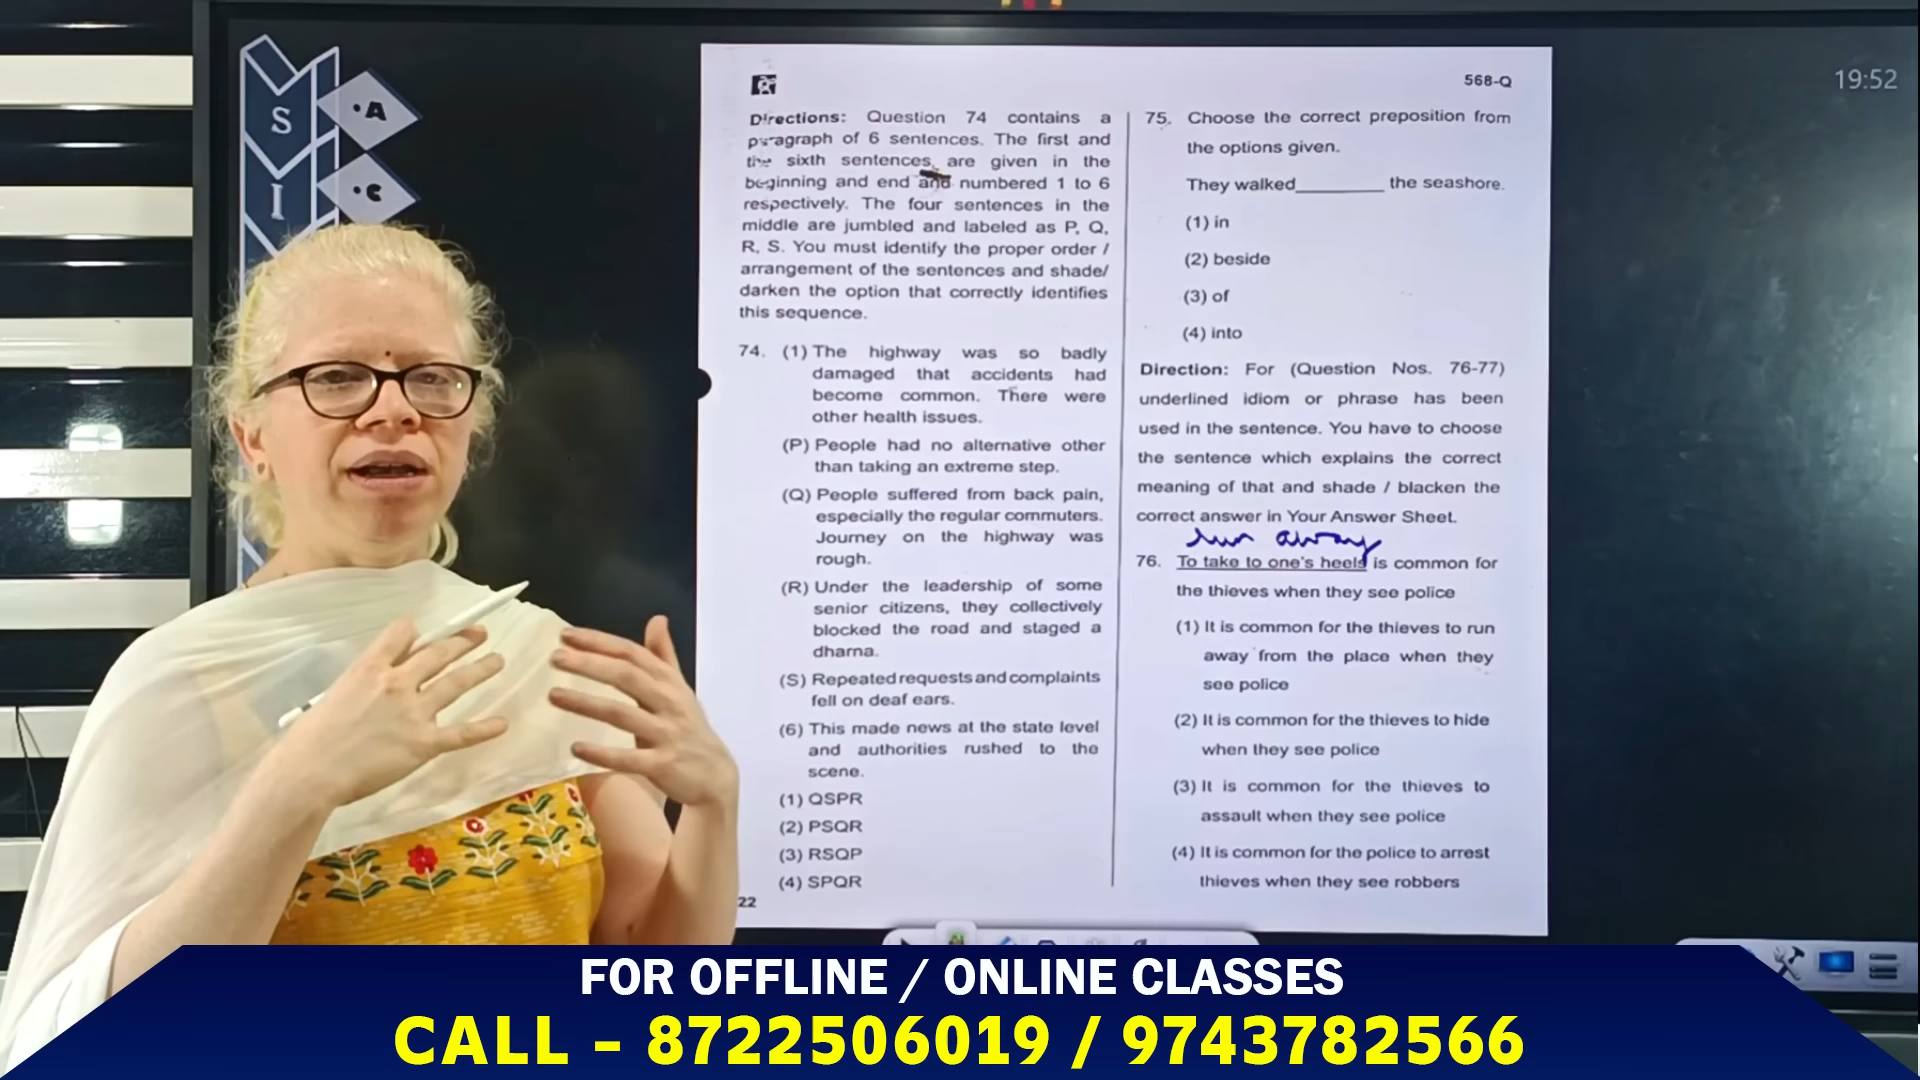 S
I
A
C
19:52
568-Q
Directions: Question 74 contains a
paragraph of 6 sentences. The first and
the sixth sentences are given in the
beginning and end and numbered 1 to 6
respectively. The four sentences in the
middle are jumbled and labeled as P, Q,
R, S. You must identify the proper order /
arrangement of the sentences and shade/
darken the option that correctly identifies
this sequence.
74. (1) The highway was so badly
damaged that accidents had
become common. There were
other health issues.
(P) People had no alternative other
than taking an extreme step.
(Q) People suffered from back pain,
especially the regular commuters.
Journey on the highway was
rough.
(R) Under the leadership of some
senior citizens, they collectively
blocked the road and staged a
dharna.
(S) Repeated requests and complaints
fell on deaf ears.
(6) This made news at the state level
and authorities rushed to the
scene.
(1) QSPR
(2) PSQR
(3) RSQP
(4) SPQR
22
75. Choose the correct preposition from
the options given.
They walked________ the seashore.
(1) in
(2) beside
(3) of
(4) into
Direction: For (Question Nos. 76-77)
underlined idiom or phrase has been
used in the sentence. You have to choose
the sentence which explains the correct
meaning of that and shade / blacken the
correct answer in Your Answer Sheet.
run away
76. To take to one's heels is common for
the thieves when they see police
(1) It is common for the thieves to run
away from the place when they
see police
(2) It is common for the thieves to hide
when they see police
(3) It is common for the thieves to
assault when they see police
(4) It is common for the police to arrest
thieves when they see robbers
FOR OFFLINE / ONLINE CLASSES
CALL – 8722506019 / 9743782566